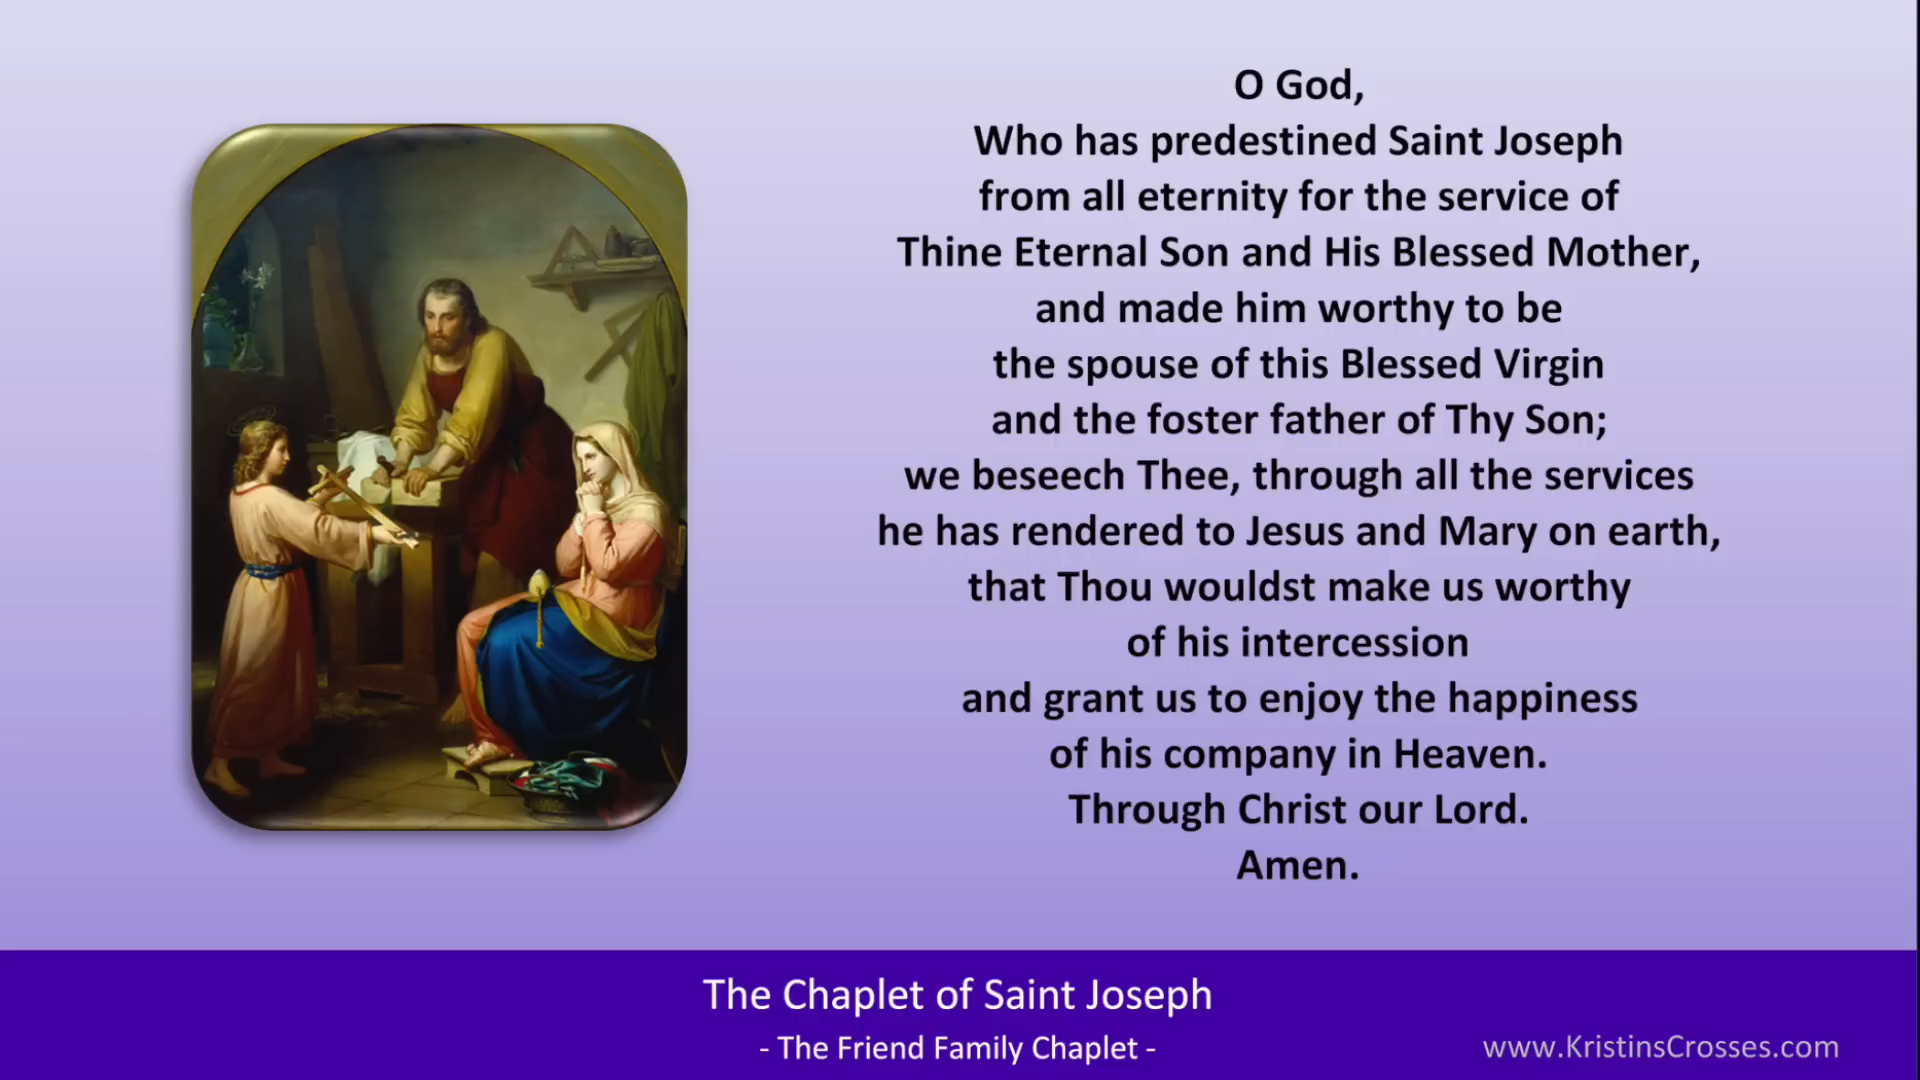 O God,
Who has predestined Saint Joseph
from all eternity for the service of
Thine Eternal Son and His Blessed Mother,
and made him worthy to be
the spouse of this Blessed Virgin
and the foster father of Thy Son;
we beseech Thee, through all the services
he has rendered to Jesus and Mary on earth,
that Thou wouldst make us worthy
of his intercession
and grant us to enjoy the happiness
of his company in Heaven.
Through Christ our Lord.
Amen.
The Chaplet of Saint Joseph
- The Friend Family Chaplet -
www.KristinsCrosses.com